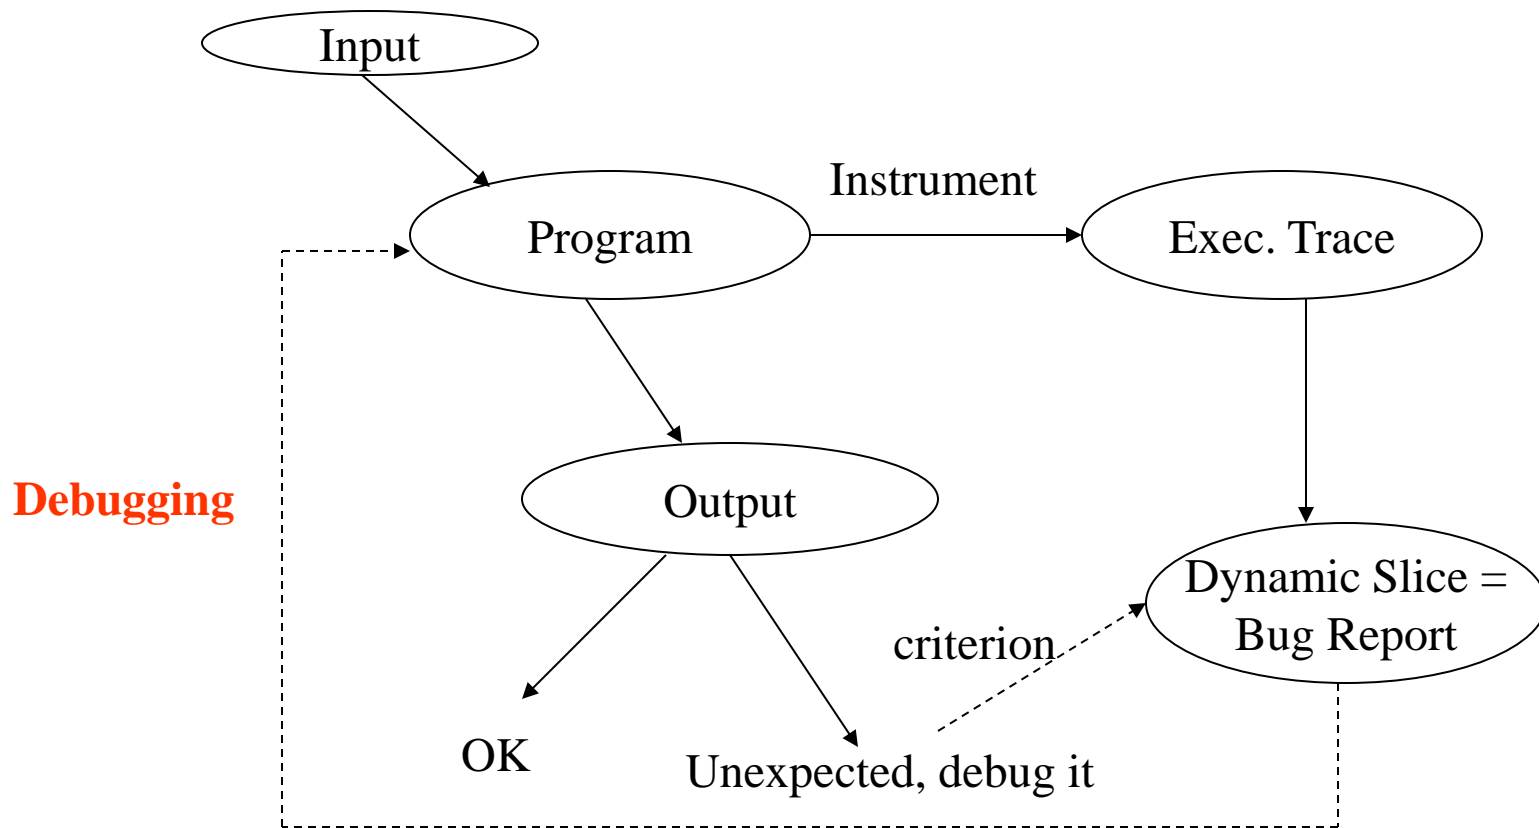 Input
Instrument
Program
Exec. Trace
Debugging
Output
Dynamic Slice =
Bug Report
criterion
OK
Unexpected, debug it